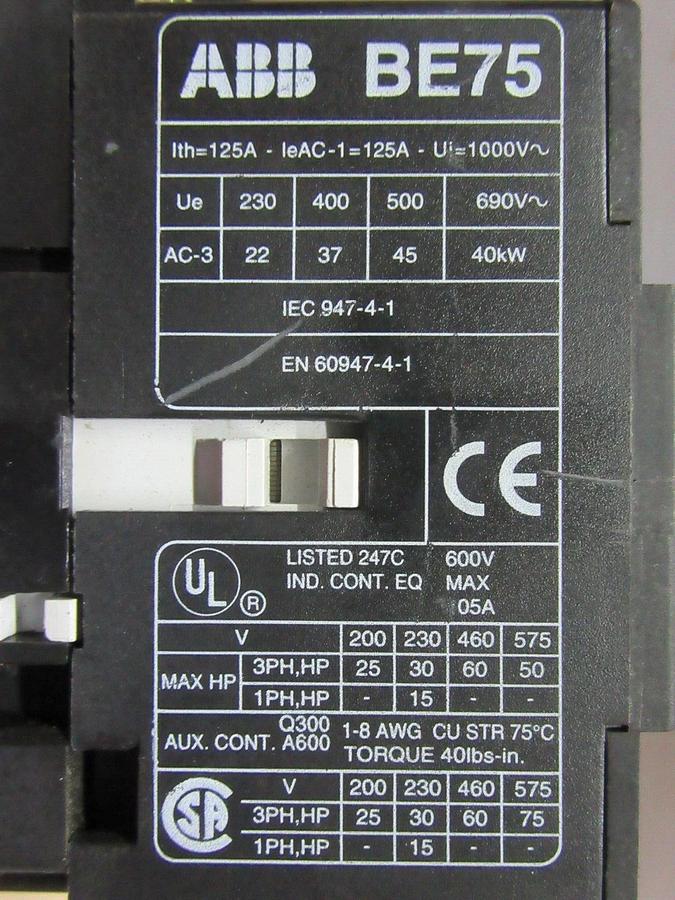 ABB BE75
Ith=125A - IeAC-1=125A - Ui=1000V~
Ue 230 400 500 690V~
AC-3 22 37 45 40kW
IEC 947-4-1
EN 60947-4-1
CE
UL ® LISTED 247C 600V
IND. CONT. EQ MAX
05A
V 200 230 460 575
MAX HP 3PH,HP 25 30 60 50
1PH,HP - 15 - -
AUX. CONT. Q300 A600 1-8 AWG CU STR 75°C
TORQUE 40lbs-in.
SA V 200 230 460 575
3PH,HP 25 30 60 75
1PH,HP - 15 - -